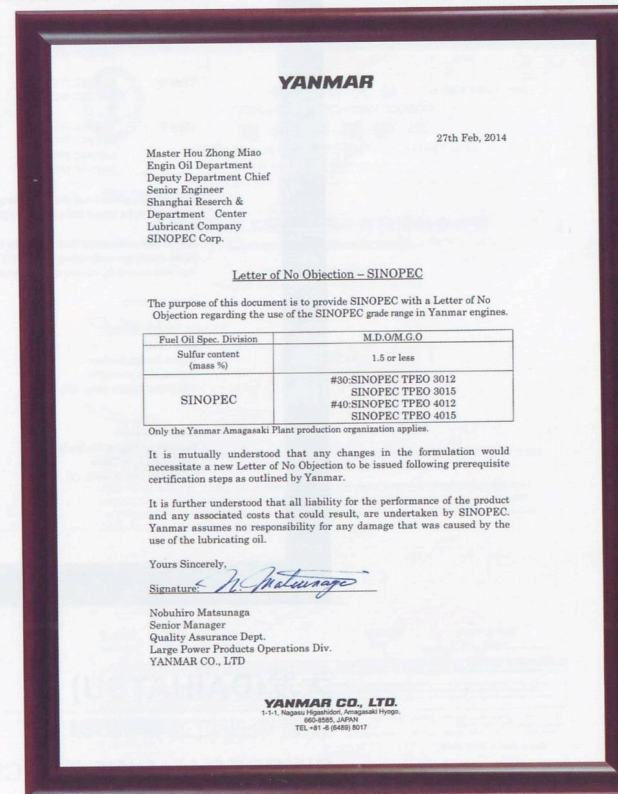 YANMAR
27th Feb, 2014
Master Hou Zhong Miao
Engin Oil Department
Deputy Department Chief
Senior Engineer
Shanghai Reserch &
Department Center
Lubricant Company
SINOPEC Corp.
Letter of No Objection – SINOPEC
The purpose of this document is to provide SINOPEC with a Letter of No
Objection regarding the use of the SINOPEC grade range in Yanmar engines.
Fuel Oil Spec. Division M.D.O/M.G.O
Sulfur content
(mass %) 1.5 or less
SINOPEC
#30:SINOPEC TPEO 3012
SINOPEC TPEO 3015
#40:SINOPEC TPEO 4012
SINOPEC TPEO 4015
Only the Yanmar Amagasaki Plant production organization applies.
It is mutually understood that any changes in the formulation would
necessitate a new Letter of No Objection to be issued following prerequisite
certification steps as outlined by Yanmar.
It is further understood that all liability for the performance of the product
and any associated costs that could result, are undertaken by SINOPEC.
Yanmar assumes no responsibility for any damage that was caused by the
use of the lubricating oil.
Yours Sincerely,
Signature: N. Matsunaga
Nobuhiro Matsunaga
Senior Manager
Quality Assurance Dept.
Large Power Products Operations Div.
YANMAR CO., LTD
YANMAR CO., LTD.
1-1-1, Nagasu Higashidori, Amagasaki Hyogo,
660-8585, JAPAN
TEL +81 -6 (6489) 8017